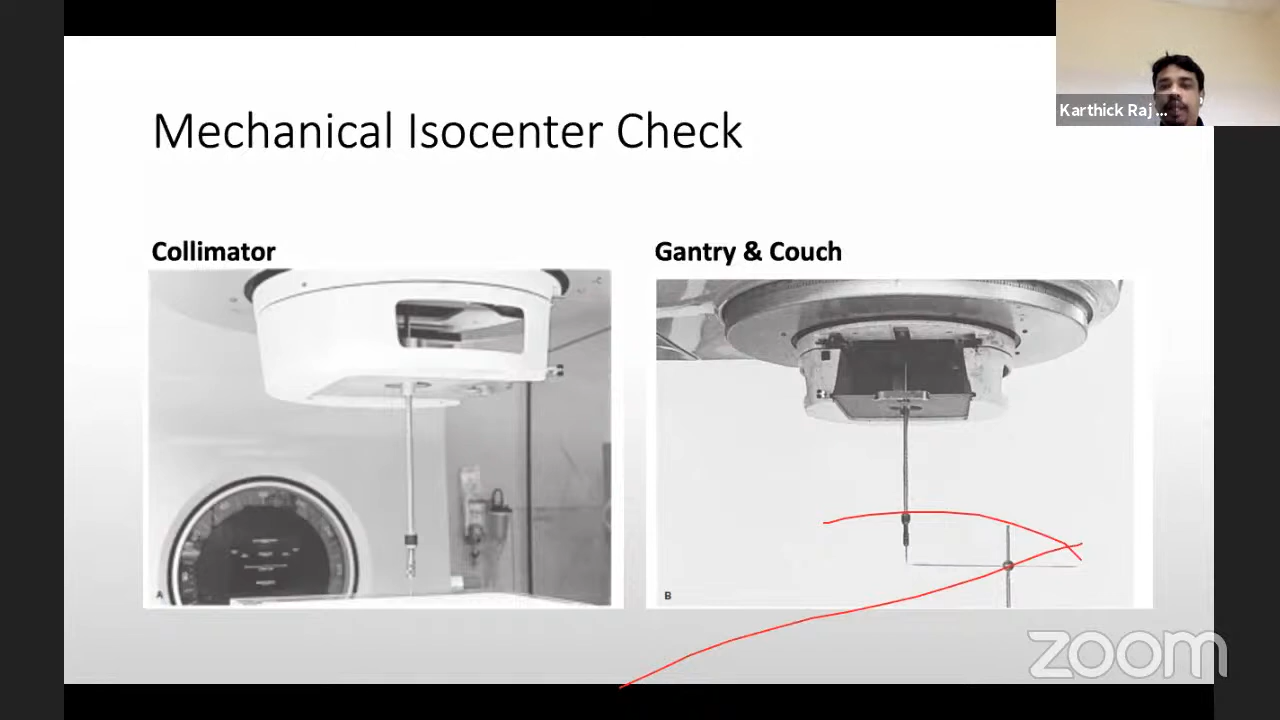 Karthick Raj ...
Mechanical Isocenter Check
Collimator
Gantry & Couch
A
B
zoom